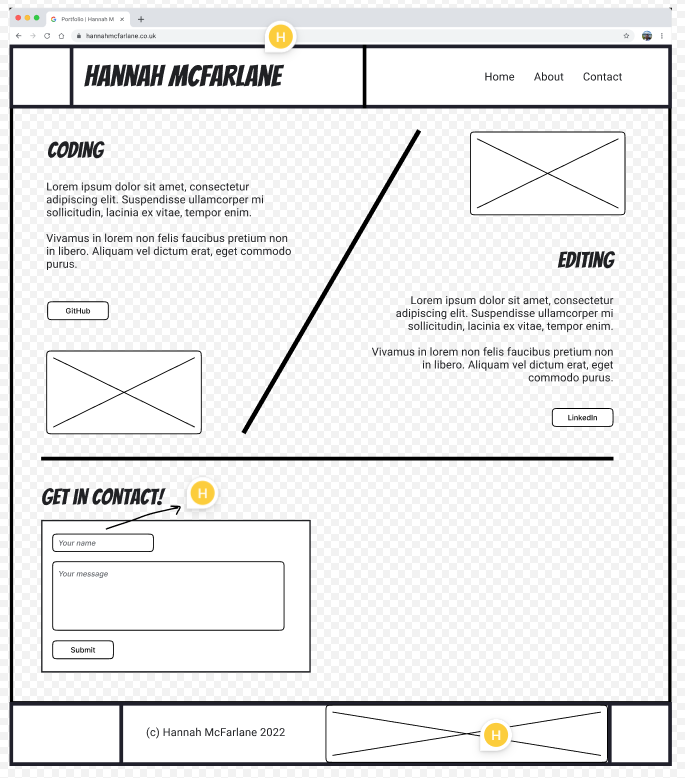 Portfolio | Hannah M
hannahmcfarlane.co.uk
H
HANNAH MCFARLANE
Home About Contact
CODING
Lorem ipsum dolor sit amet, consectetur
adipiscing elit. Suspendisse ullamcorper mi
sollicitudin, lacinia ex vitae, tempor enim.
Vivamus in lorem non felis faucibus pretium non
in libero. Aliquam vel dictum erat, eget commodo
purus.
GitHub
EDITING
Lorem ipsum dolor sit amet, consectetur
adipiscing elit. Suspendisse ullamcorper mi
sollicitudin, lacinia ex vitae, tempor enim.
Vivamus in lorem non felis faucibus pretium non
in libero. Aliquam vel dictum erat, eget
commodo purus.
LinkedIn
GET IN CONTACT!
H
Your name
Your message
Submit
(c) Hannah McFarlane 2022
H